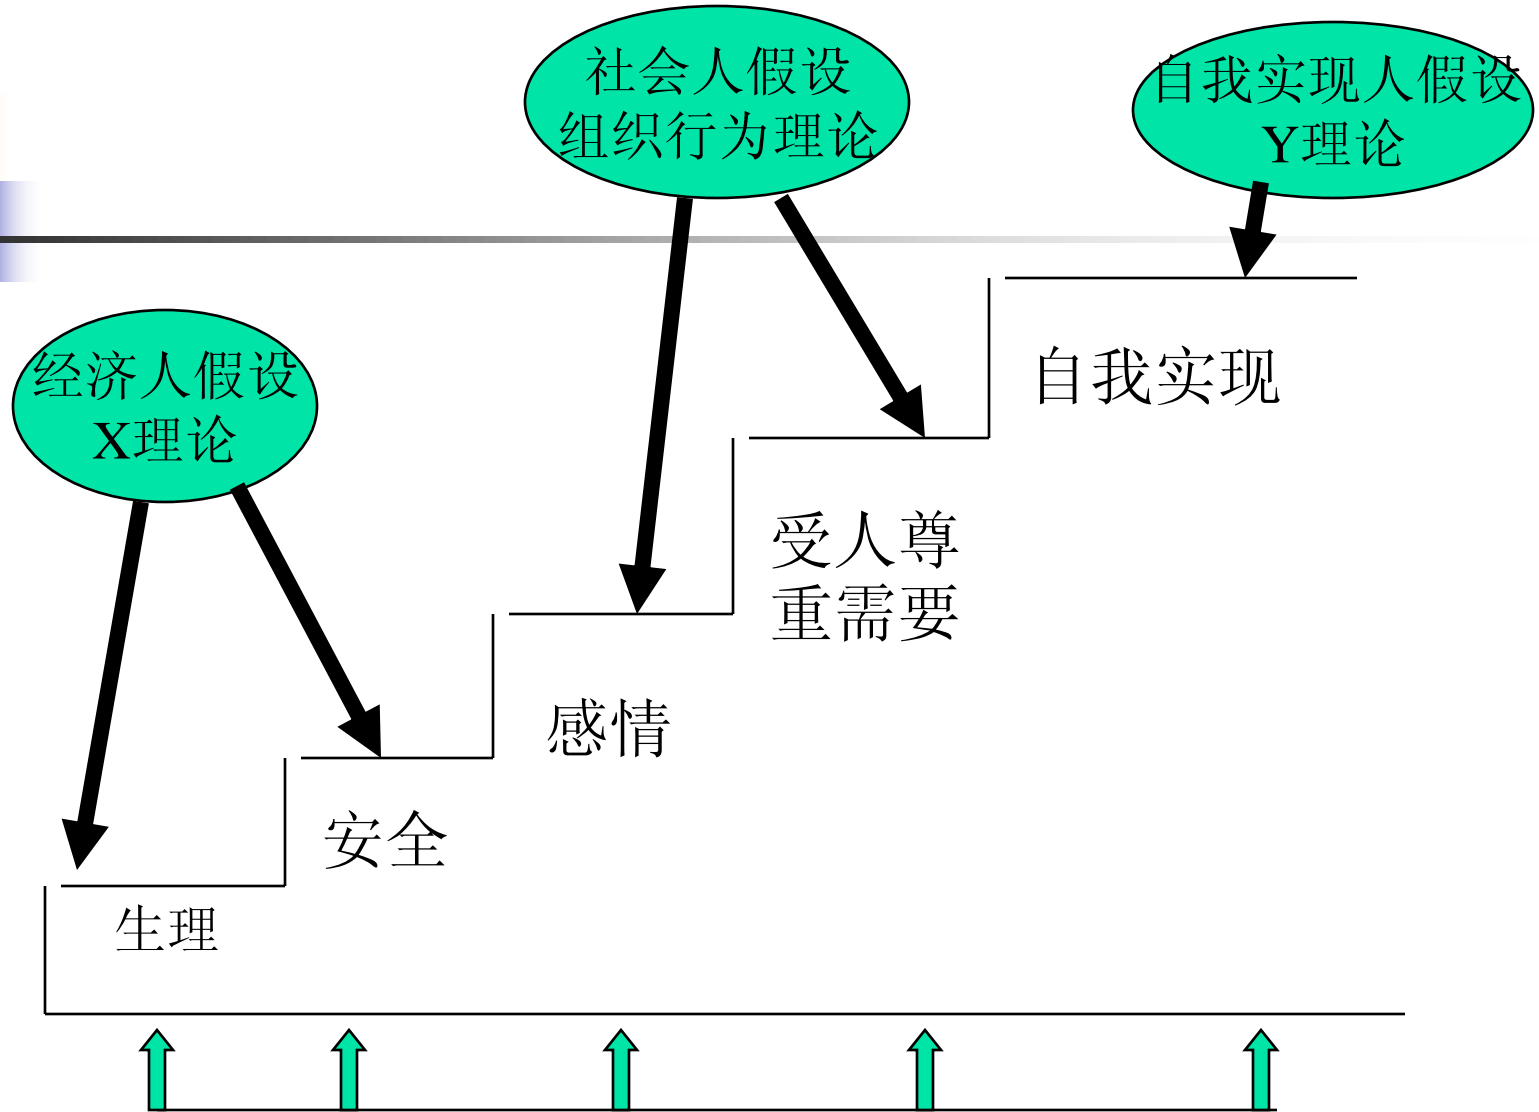 社会人假设
组织行为理论
自我实现人假设
Y理论
经济人假设
X理论
自我实现
受人尊
重需要
感情
安全
生理